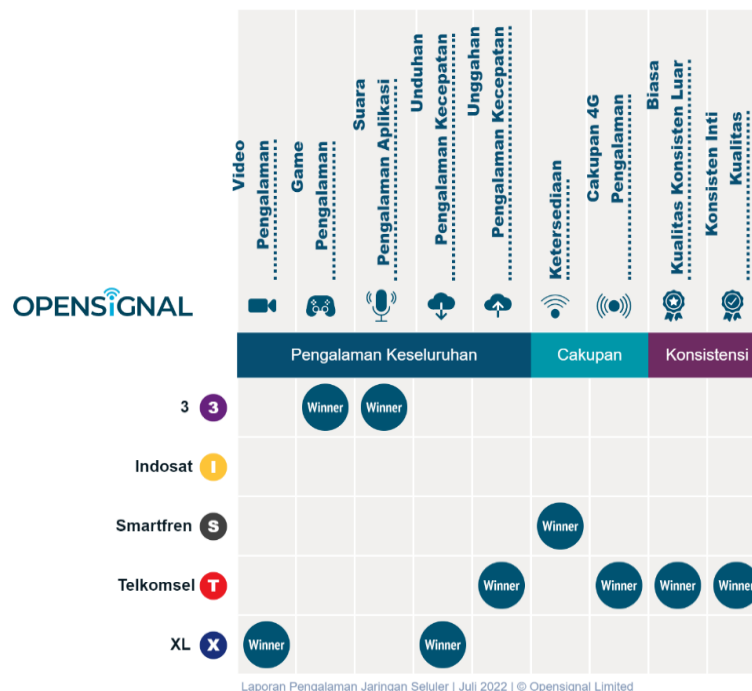 Video
Pengalaman
Game
Pengalaman
Suara
Pengalaman Aplikasi
Unduhan
Pengalaman Kecepatan
Unggahan
Pengalaman Kecepatan
Ketersediaan
Cakupan 4G
Pengalaman
Biasa
Kualitas Konsisten Luar
Konsisten Inti
Kualitas
OPENSIGNAL
Pengalaman Keseluruhan Cakupan Konsistensi
3 3 Winner Winner
Indosat I
Smartfren S Winner
Telkomsel T Winner Winner Winner Winner
XL X Winner Winner
Laporan Pengalaman Jaringan Seluler | Juli 2022 | © Opensignal Limited